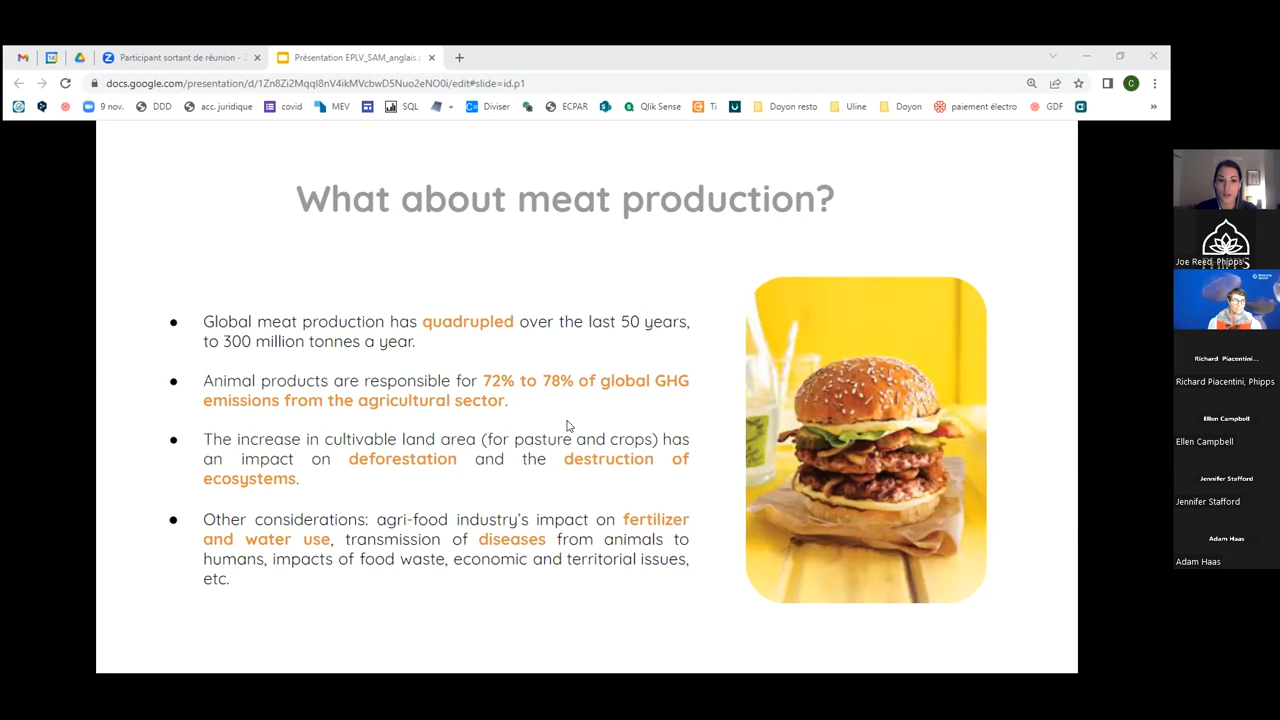 Participant sortant de réunion - Z
Présentation EPLV_SAM_anglais.p
docs.google.com/presentation/d/1Zn8Zi2Mqql8nV4ikMVcbwD5Nuo2eNO0i/edit#slide=id.p1
9 nov. DDD acc. juridique covid MEV SQL Diviser ECPAR Qlik Sense Ti Doyon resto Uline Doyon paiement électro GDF
What about meat production?
● Global meat production has quadrupled over the last 50 years,
to 300 million tonnes a year.
● Animal products are responsible for 72% to 78% of global GHG
emissions from the agricultural sector.
● The increase in cultivable land area (for pasture and crops) has
an impact on deforestation and the destruction of
ecosystems.
● Other considerations: agri-food industry's impact on fertilizer
and water use, transmission of diseases from animals to
humans, impacts of food waste, economic and territorial issues,
etc.
Joe Reed, Phipps
Richard Piacentini...
Richard Piacentini, Phipps
Ellen Campbell
Ellen Campbell
Jennifer Stafford
Jennifer Stafford
Adam Haas
Adam Haas